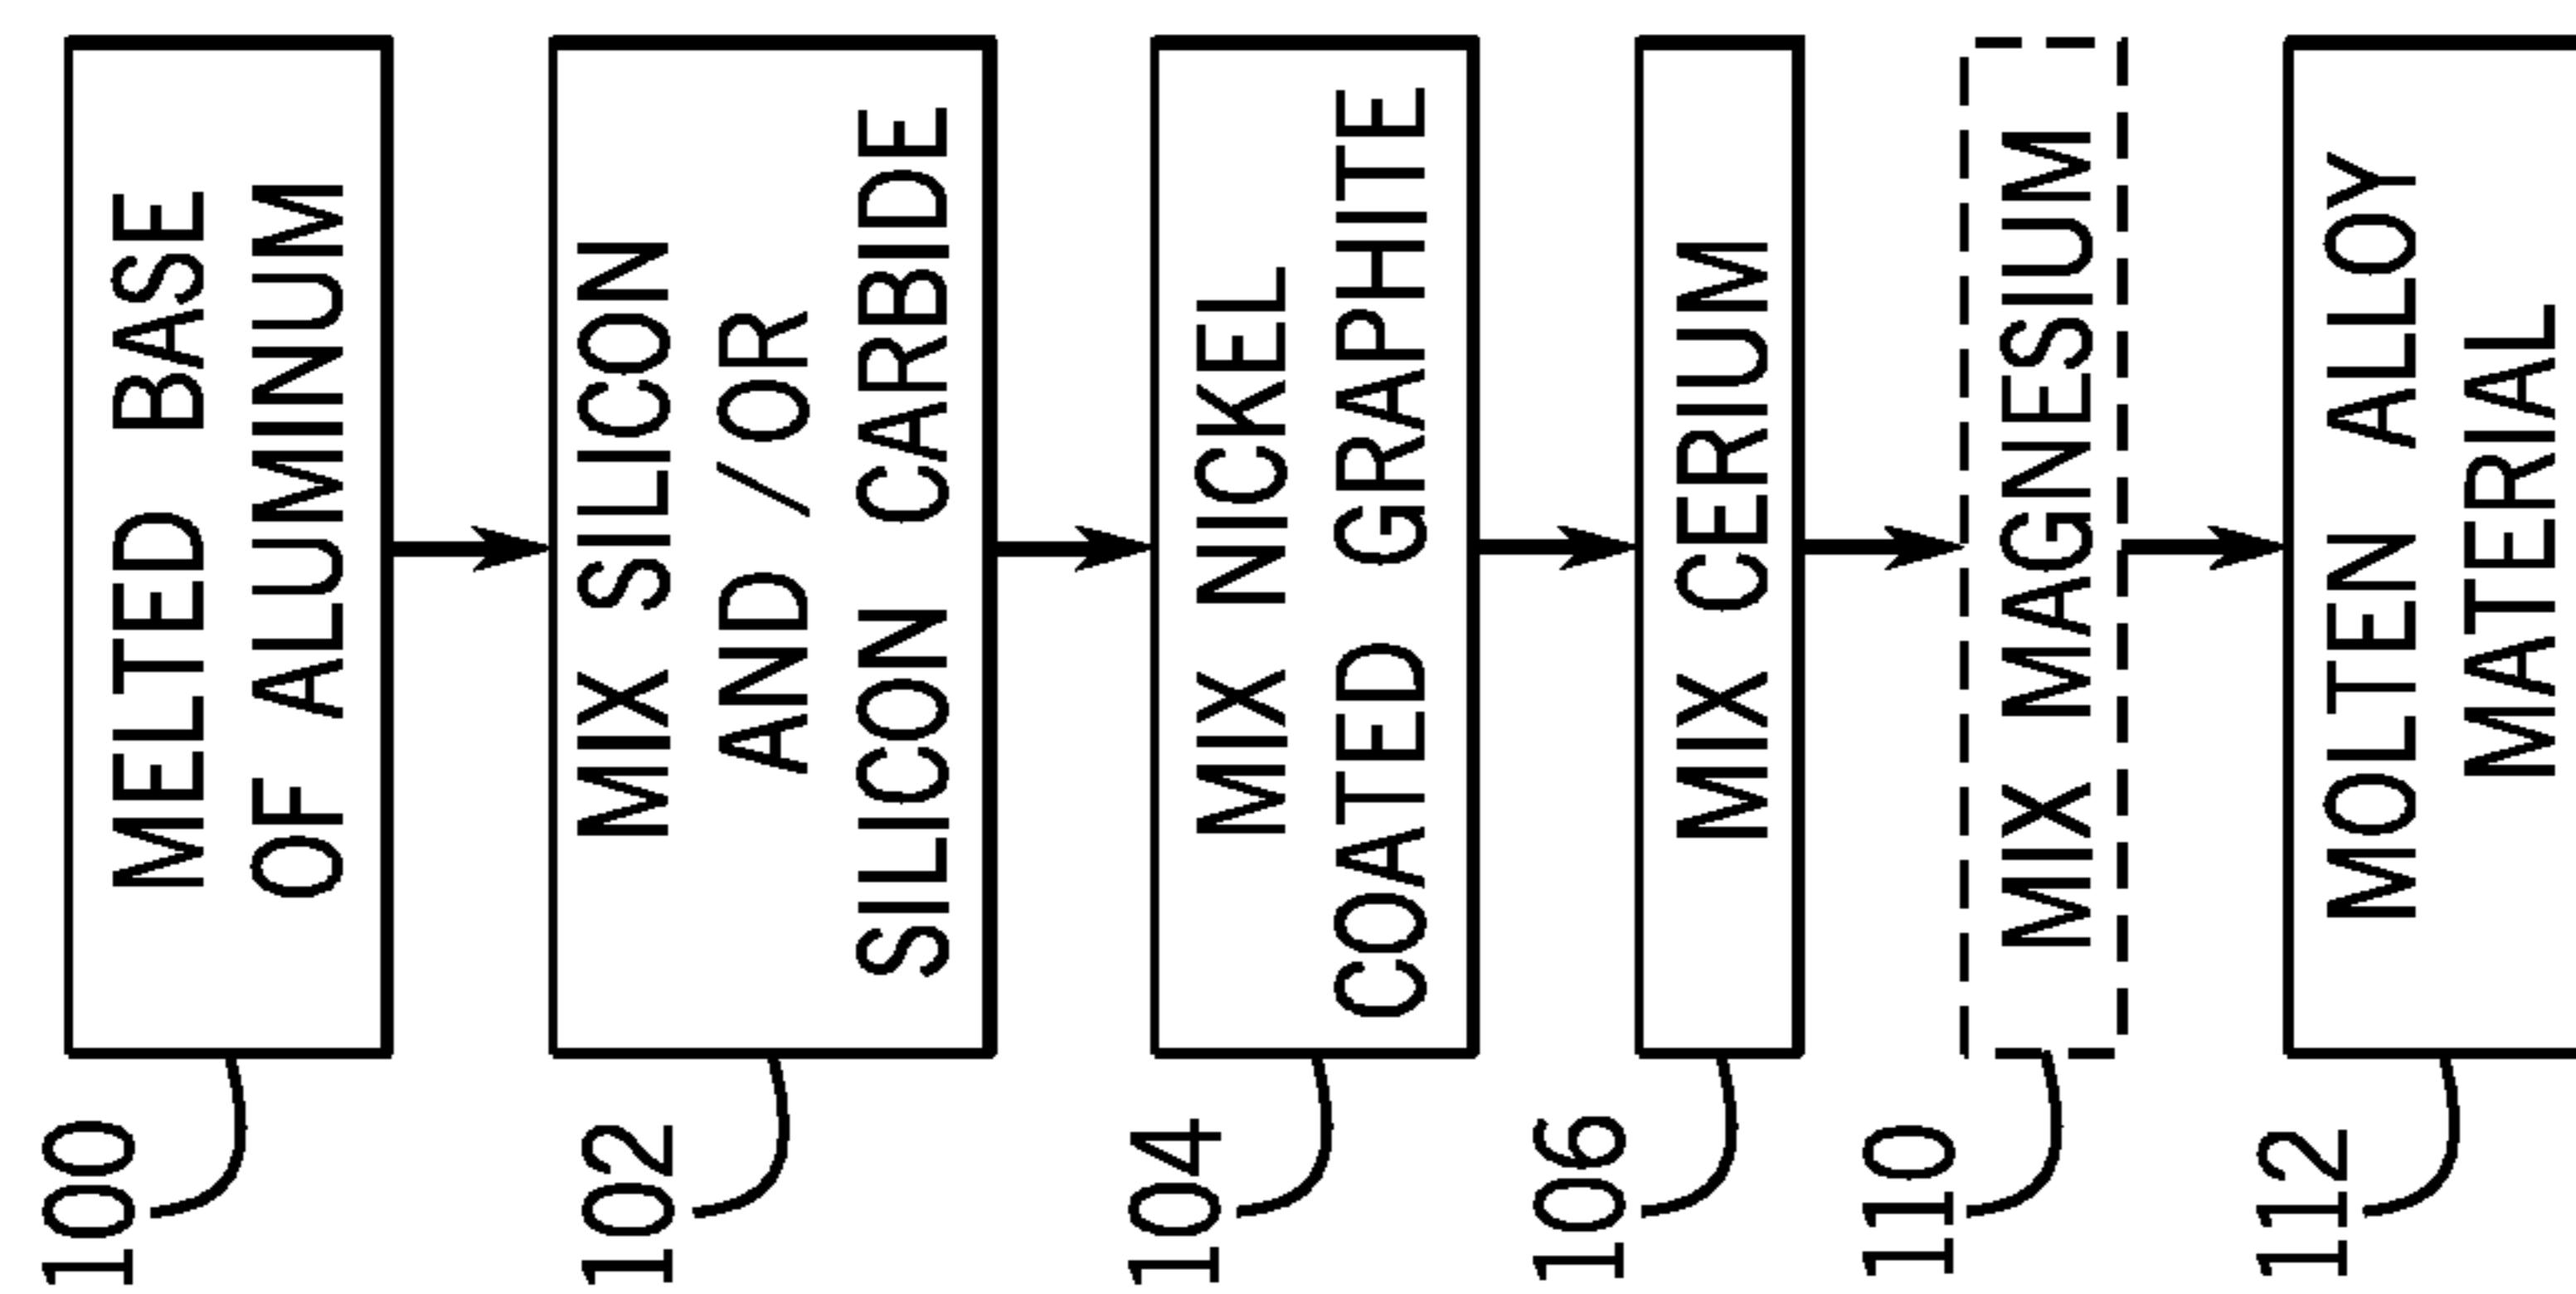 100
MELTED BASE
OF ALUMINUM
102
MIX SILICON
AND /OR
SILICON CARBIDE
104
MIX NICKEL
COATED GRAPHITE
106
MIX CERIUM
110
MIX MAGNESIUM
112
MOLTEN ALLOY
MATERIAL